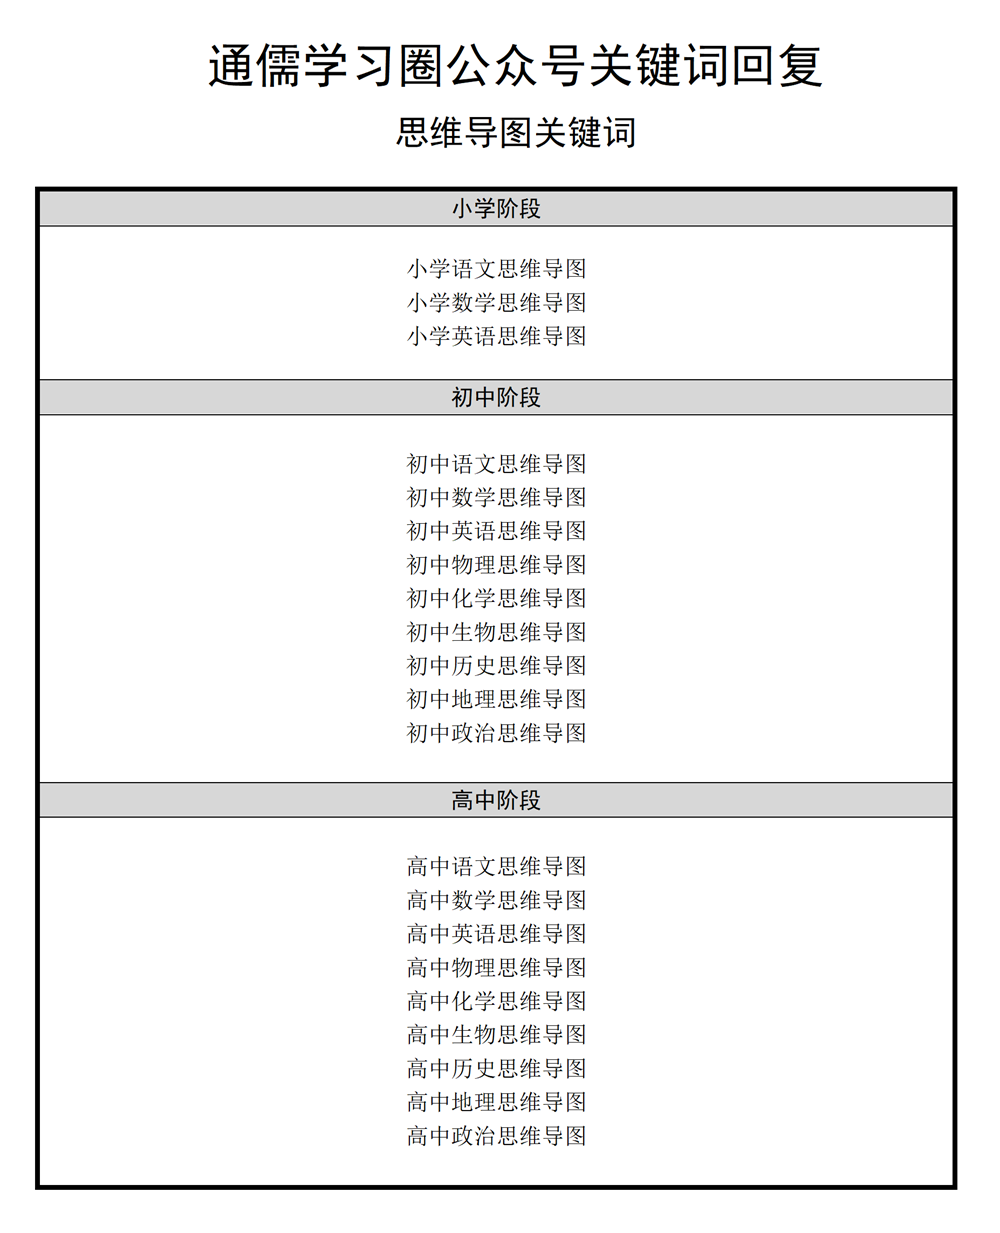 通儒学习圈公众号关键词回复
思维导图关键词
小学阶段
小学语文思维导图
小学数学思维导图
小学英语思维导图
初中阶段
初中语文思维导图
初中数学思维导图
初中英语思维导图
初中物理思维导图
初中化学思维导图
初中生物思维导图
初中历史思维导图
初中地理思维导图
初中政治思维导图
高中阶段
高中语文思维导图
高中数学思维导图
高中英语思维导图
高中物理思维导图
高中化学思维导图
高中生物思维导图
高中历史思维导图
高中地理思维导图
高中政治思维导图